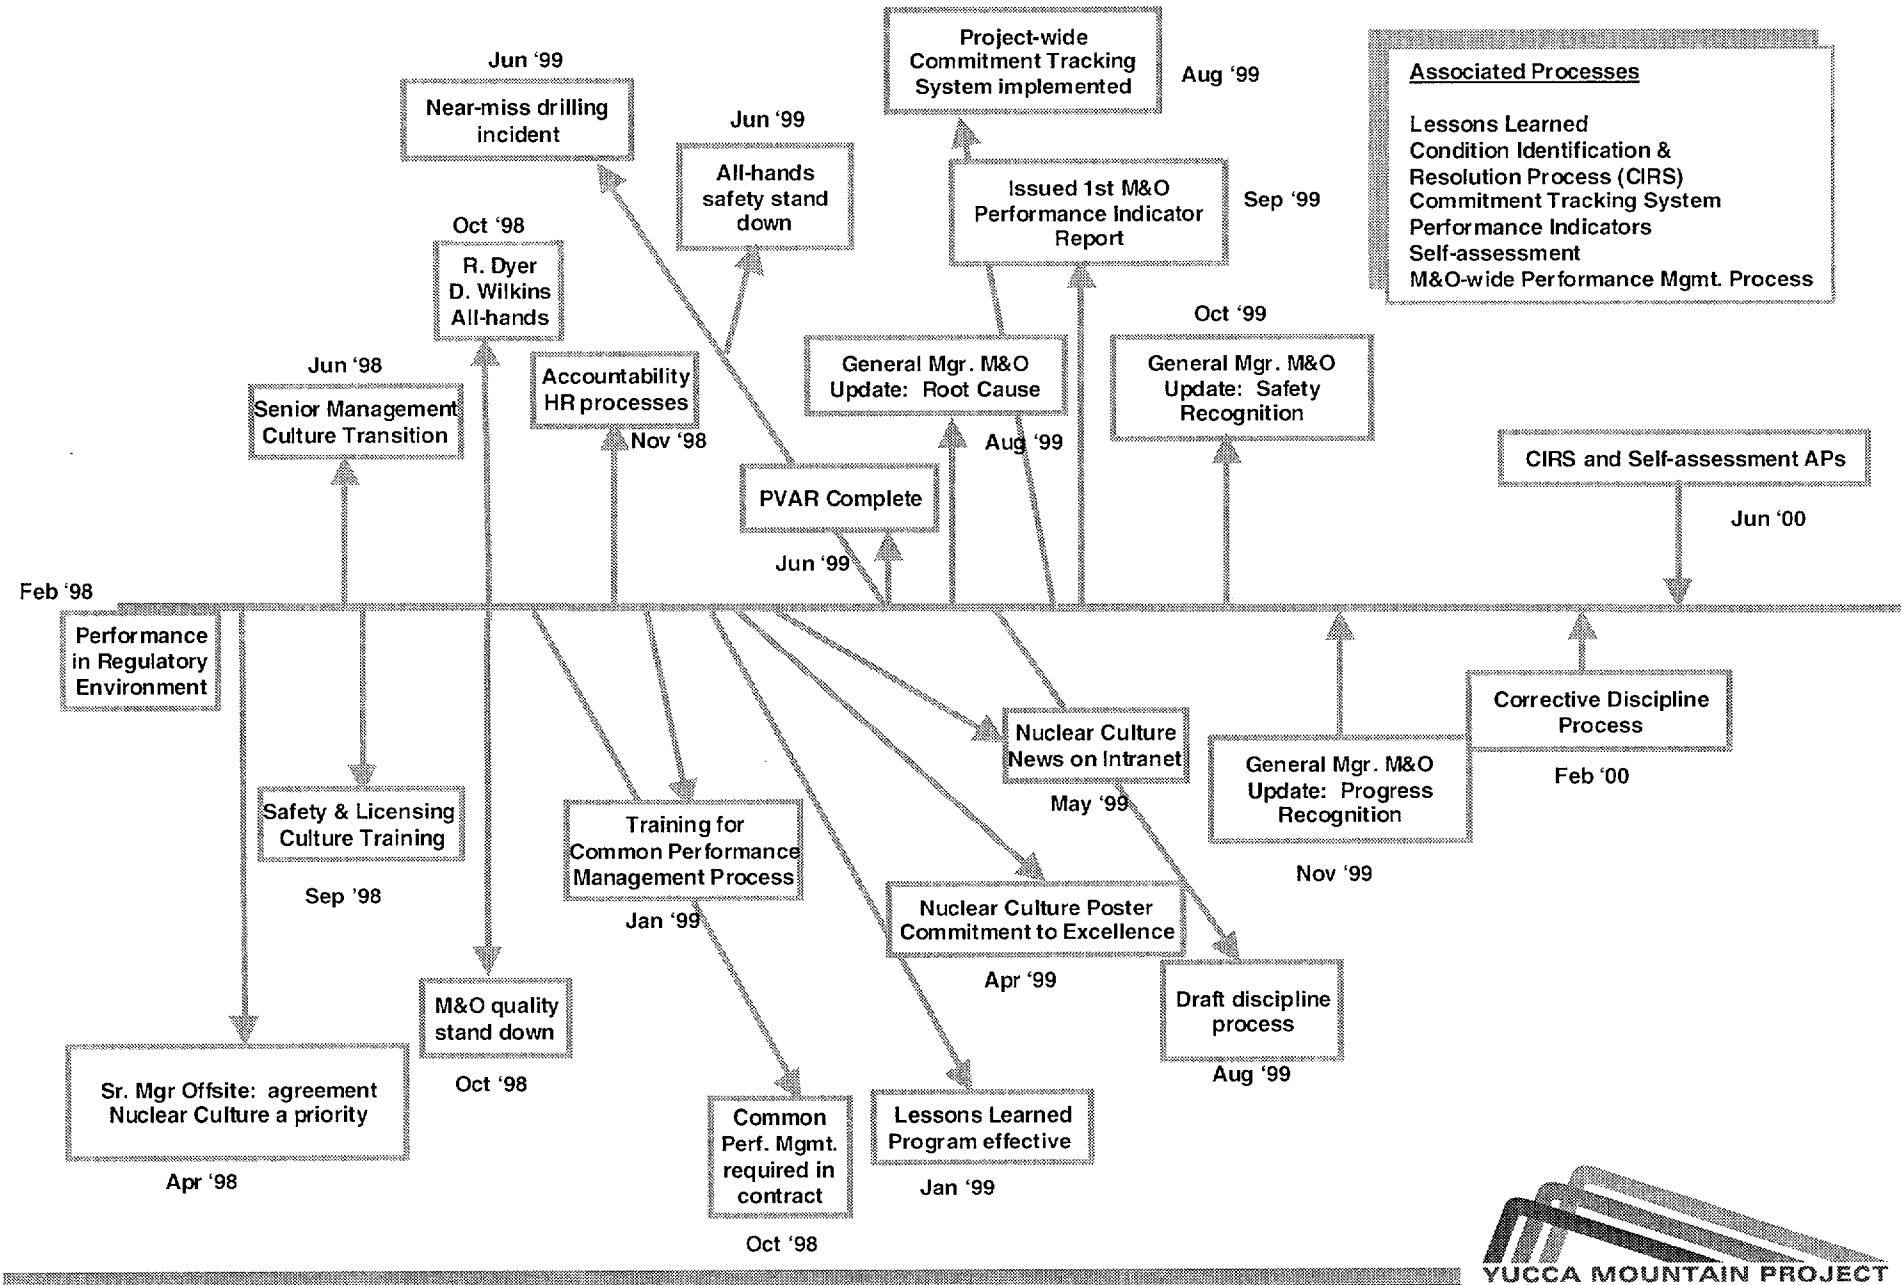 Project-wide
Commitment Tracking
System implemented
Aug ‘99
Jun ‘99
Near-miss drilling
incident
Jun ‘99
All-hands
safety stand
down
Issued 1st M&O
Performance Indicator
Report
Sep ‘99
Associated Processes
Lessons Learned
Condition Identification &
Resolution Process (CIRS)
Commitment Tracking System
Performance Indicators
Self-assessment
M&O-wide Performance Mgmt. Process
Oct ‘98
R. Dyer
D. Wilkins
All-hands
Jun ‘98
Senior Management
Culture Transition
Accountability
HR processes
Nov ‘98
General Mgr. M&O
Update:  Root Cause
Aug ‘99
Oct ‘99
General Mgr. M&O
Update:  Safety
Recognition
PVAR Complete
Jun ‘99
CIRS and Self-assessment APs
Jun ‘00
Feb ‘98
Performance
in Regulatory
Environment
Safety & Licensing
Culture Training
Sep ‘98
Training for
Common Performance
Management Process
Jan ‘99
Nuclear Culture
News on Intranet
May ‘99
General Mgr. M&O
Update:  Progress
Recognition
Nov ‘99
Corrective Discipline
Process
Feb ‘00
Nuclear Culture Poster
Commitment to Excellence
Apr ‘99
Draft discipline
process
Aug ‘99
M&O quality
stand down
Oct ‘98
Sr. Mgr Offsite:  agreement
Nuclear Culture a priority
Apr ‘98
Common
Perf. Mgmt.
required in
contract
Oct ‘98
Lessons Learned
Program effective
Jan ‘99
YUCCA MOUNTAIN PROJECT